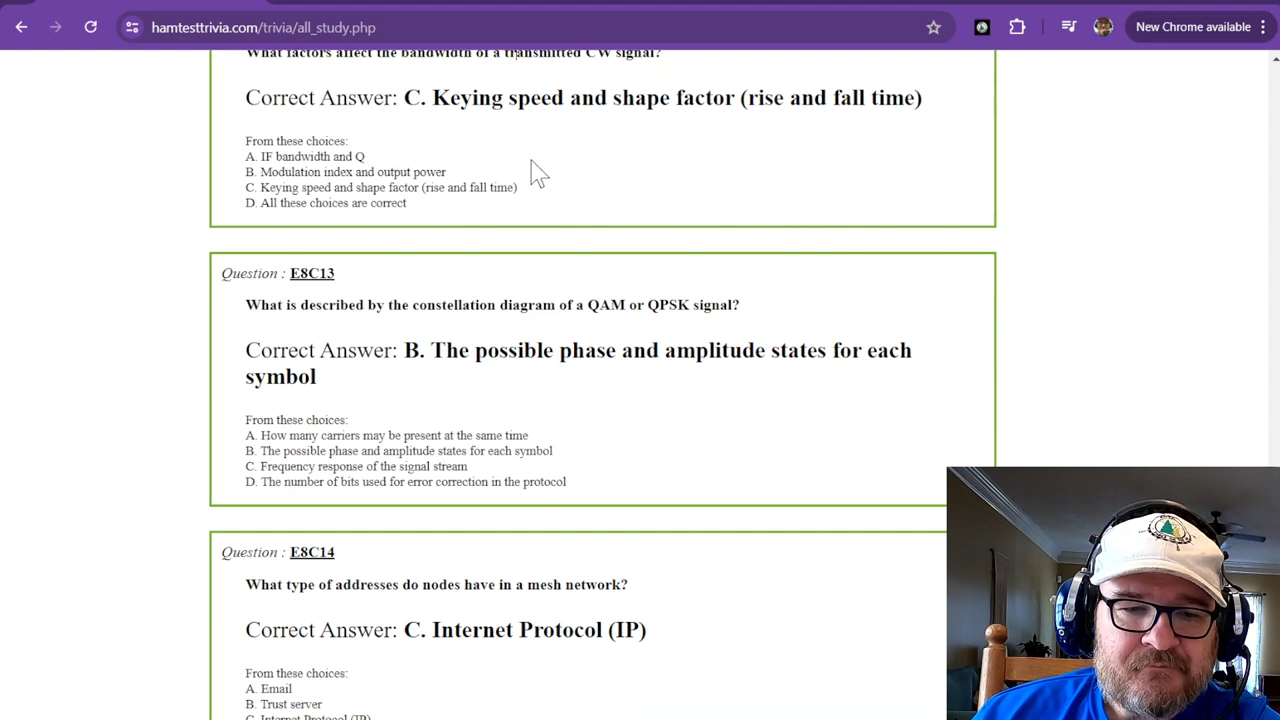 hamtesttrivia.com/trivia/all_study.php
New Chrome available
What factors affect the bandwidth of a transmitted CW signal?
Correct Answer: C. Keying speed and shape factor (rise and fall time)
From these choices:
A. IF bandwidth and Q
B. Modulation index and output power
C. Keying speed and shape factor (rise and fall time)
D. All these choices are correct
Question : E8C13
What is described by the constellation diagram of a QAM or QPSK signal?
Correct Answer: B. The possible phase and amplitude states for each
symbol
From these choices:
A. How many carriers may be present at the same time
B. The possible phase and amplitude states for each symbol
C. Frequency response of the signal stream
D. The number of bits used for error correction in the protocol
Question : E8C14
What type of addresses do nodes have in a mesh network?
Correct Answer: C. Internet Protocol (IP)
From these choices:
A. Email
B. Trust server
C. Internet Protocol (IP)